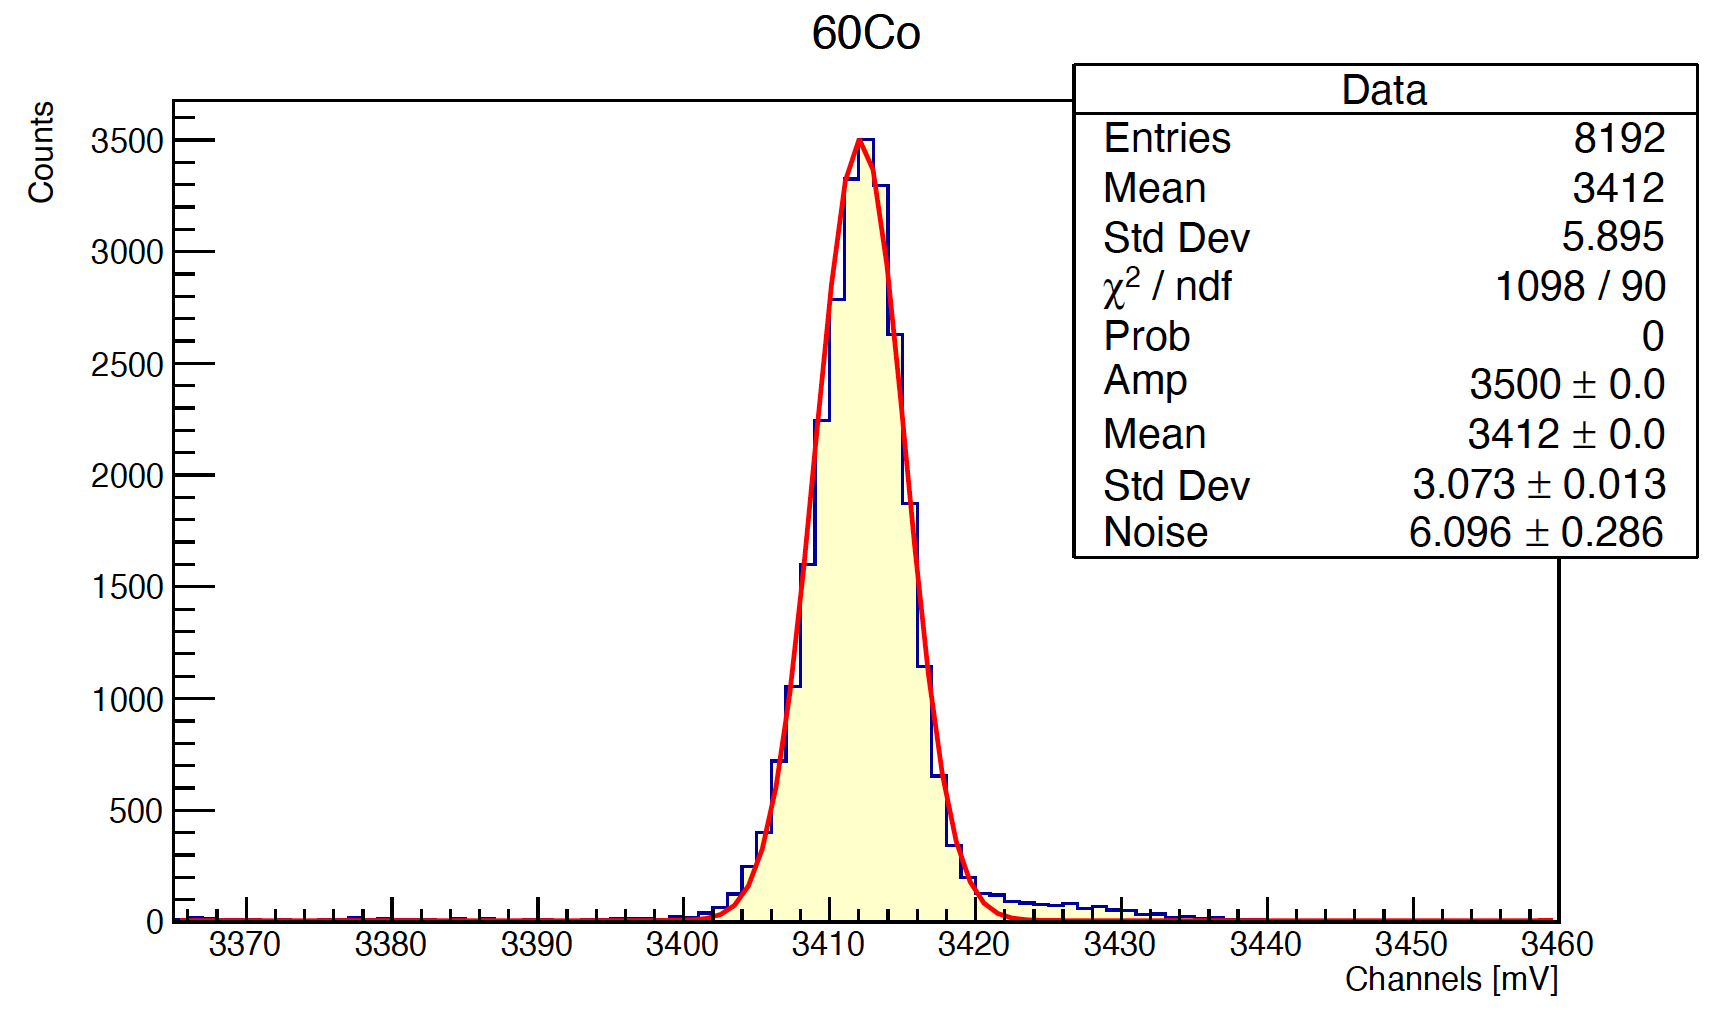 60Co
Data
Entries 8192
Mean 3412
Std Dev 5.895
χ² / ndf 1098 / 90
Prob 0
Amp 3500 ± 0.0
Mean 3412 ± 0.0
Std Dev 3.073 ± 0.013
Noise 6.096 ± 0.286
Counts
3500
3000
2500
2000
1500
1000
500
0
3370 3380 3390 3400 3410 3420 3430 3440 3450 3460
Channels [mV]